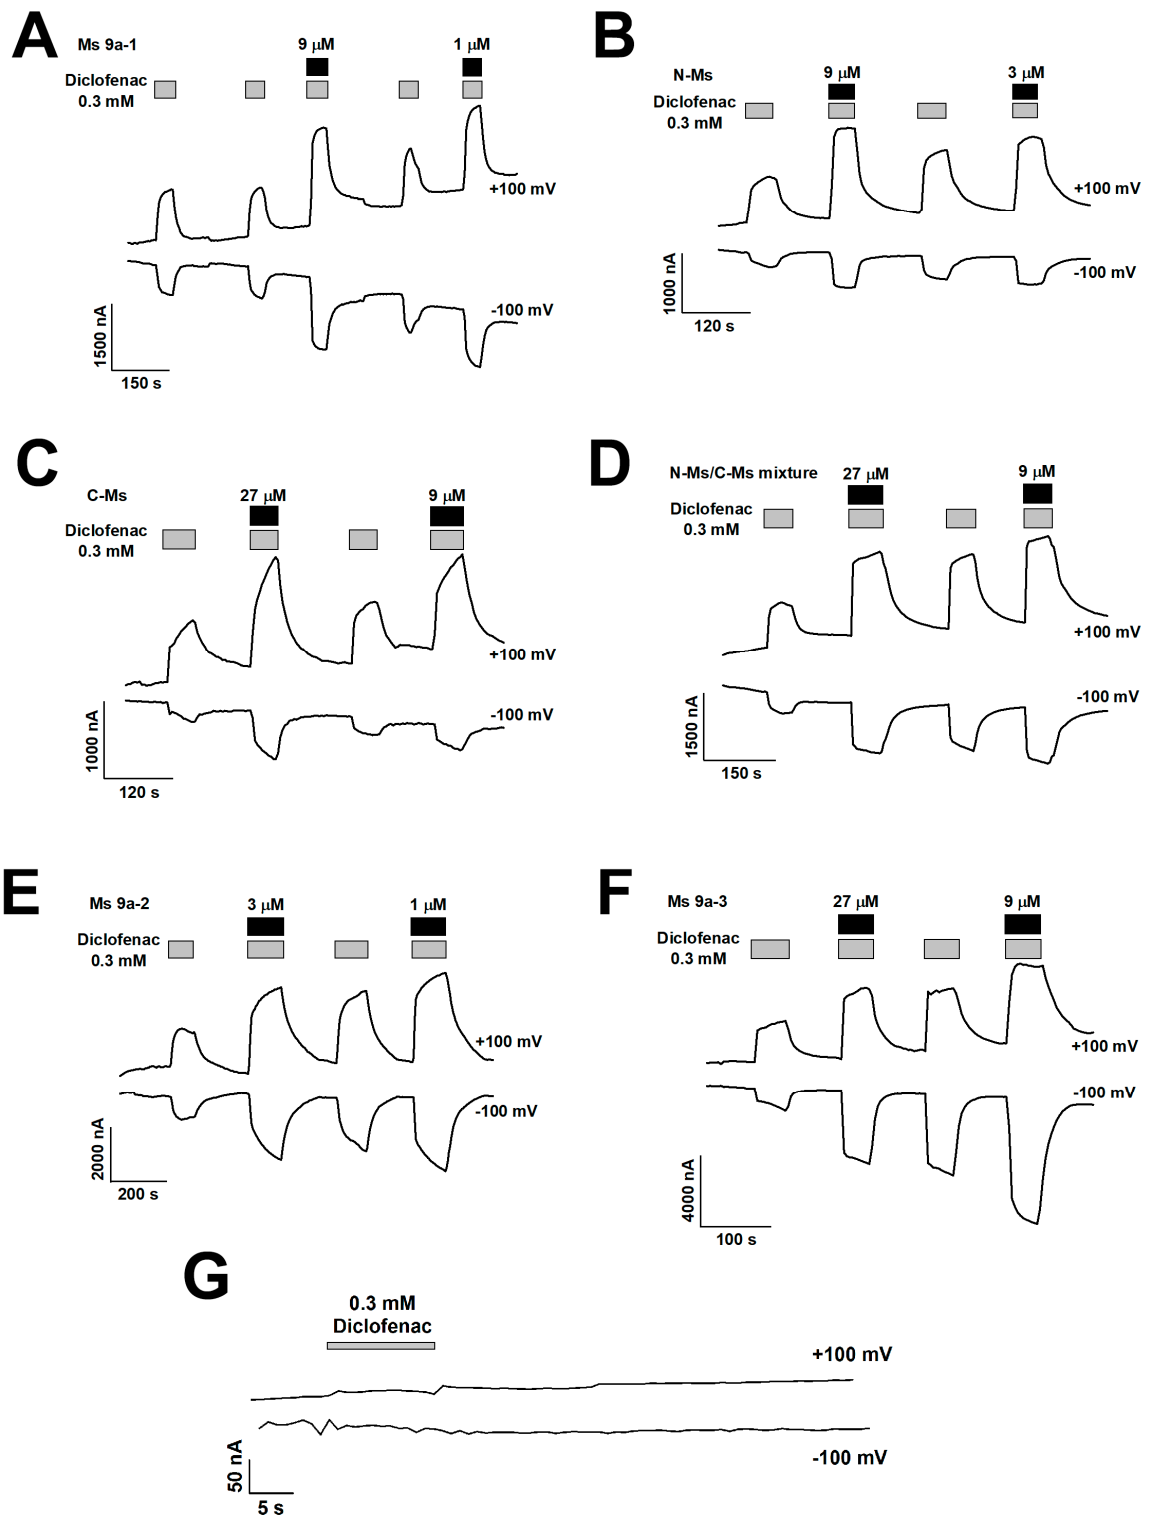 A
Ms 9a-1
9 μM
1 μM
Diclofenac
0.3 mM
+100 mV
-100 mV
1500 nA
150 s
B
N-Ms
9 μM
3 μM
Diclofenac
0.3 mM
+100 mV
-100 mV
1000 nA
120 s
C
C-Ms
27 μM
9 μM
Diclofenac
0.3 mM
+100 mV
-100 mV
1000 nA
120 s
D
N-Ms/C-Ms mixture
27 μM
9 μM
Diclofenac
0.3 mM
+100 mV
-100 mV
1500 nA
150 s
E
Ms 9a-2
3 μM
1 μM
Diclofenac
0.3 mM
+100 mV
-100 mV
2000 nA
200 s
F
Ms 9a-3
27 μM
9 μM
Diclofenac
0.3 mM
+100 mV
-100 mV
4000 nA
100 s
G
0.3 mM
Diclofenac
+100 mV
-100 mV
50 nA
5 s